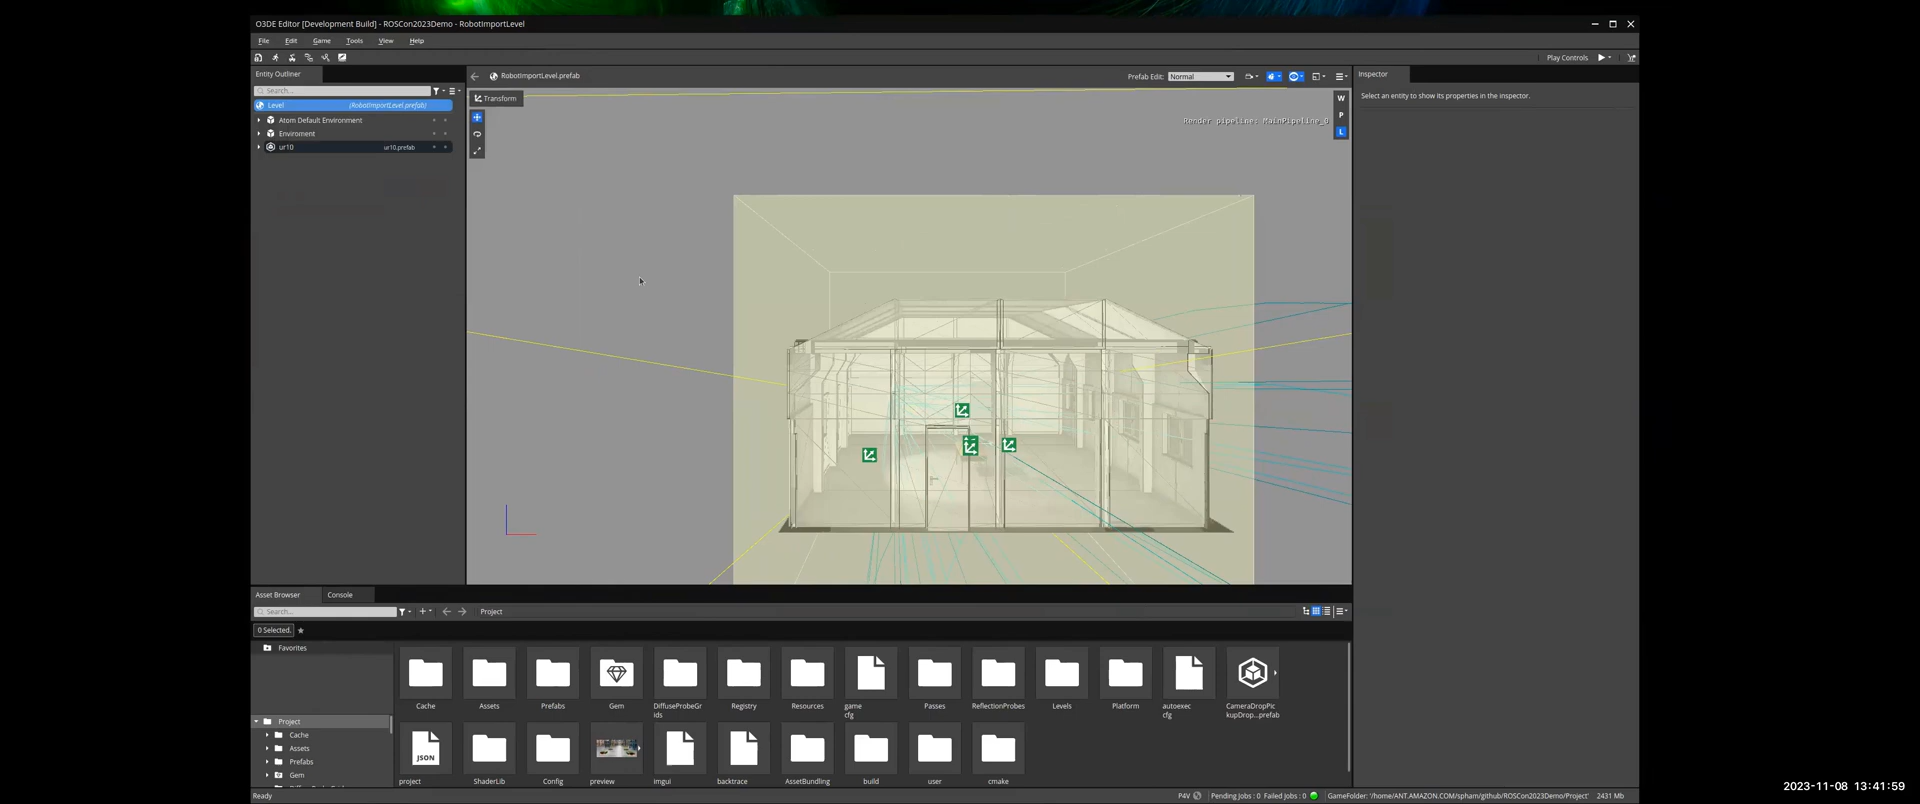 O3DE Editor [Development Build] - ROSCon2023Demo - RobotImportLevel
File Edit Game Tools View Help
Play Controls
Entity Outliner
RobotImportLevel.prefab
Prefab Edit: Normal
Inspector
Search...
Select an entity to show its properties in the inspector.
Level (RobotImportLevel.prefab)
Transform
W
P
L
Render pipeline: MainPipeline_0
Atom Default Environment
Enviroment
ur10 ur10.prefab
Asset Browser Console
Search...
Project
0 Selected.
Favorites
Project
Cache
Assets
Prefabs
Gem
Cache Assets Prefabs Gem DiffuseProbeGrids Registry Resources game cfg Passes ReflectionProbes Levels Platform autoexec cfg CameraDropPickupDrop...prefab
JSON
project ShaderLib Config preview imgui backtrace AssetBundling build user cmake
Ready
P4V Pending Jobs : 0 Failed Jobs : 0 GameFolder: '/home/ANT.AMAZON.COM/spham/github/ROSCon2023Demo/Project' 2431 Mb
2023-11-08 13:41:59